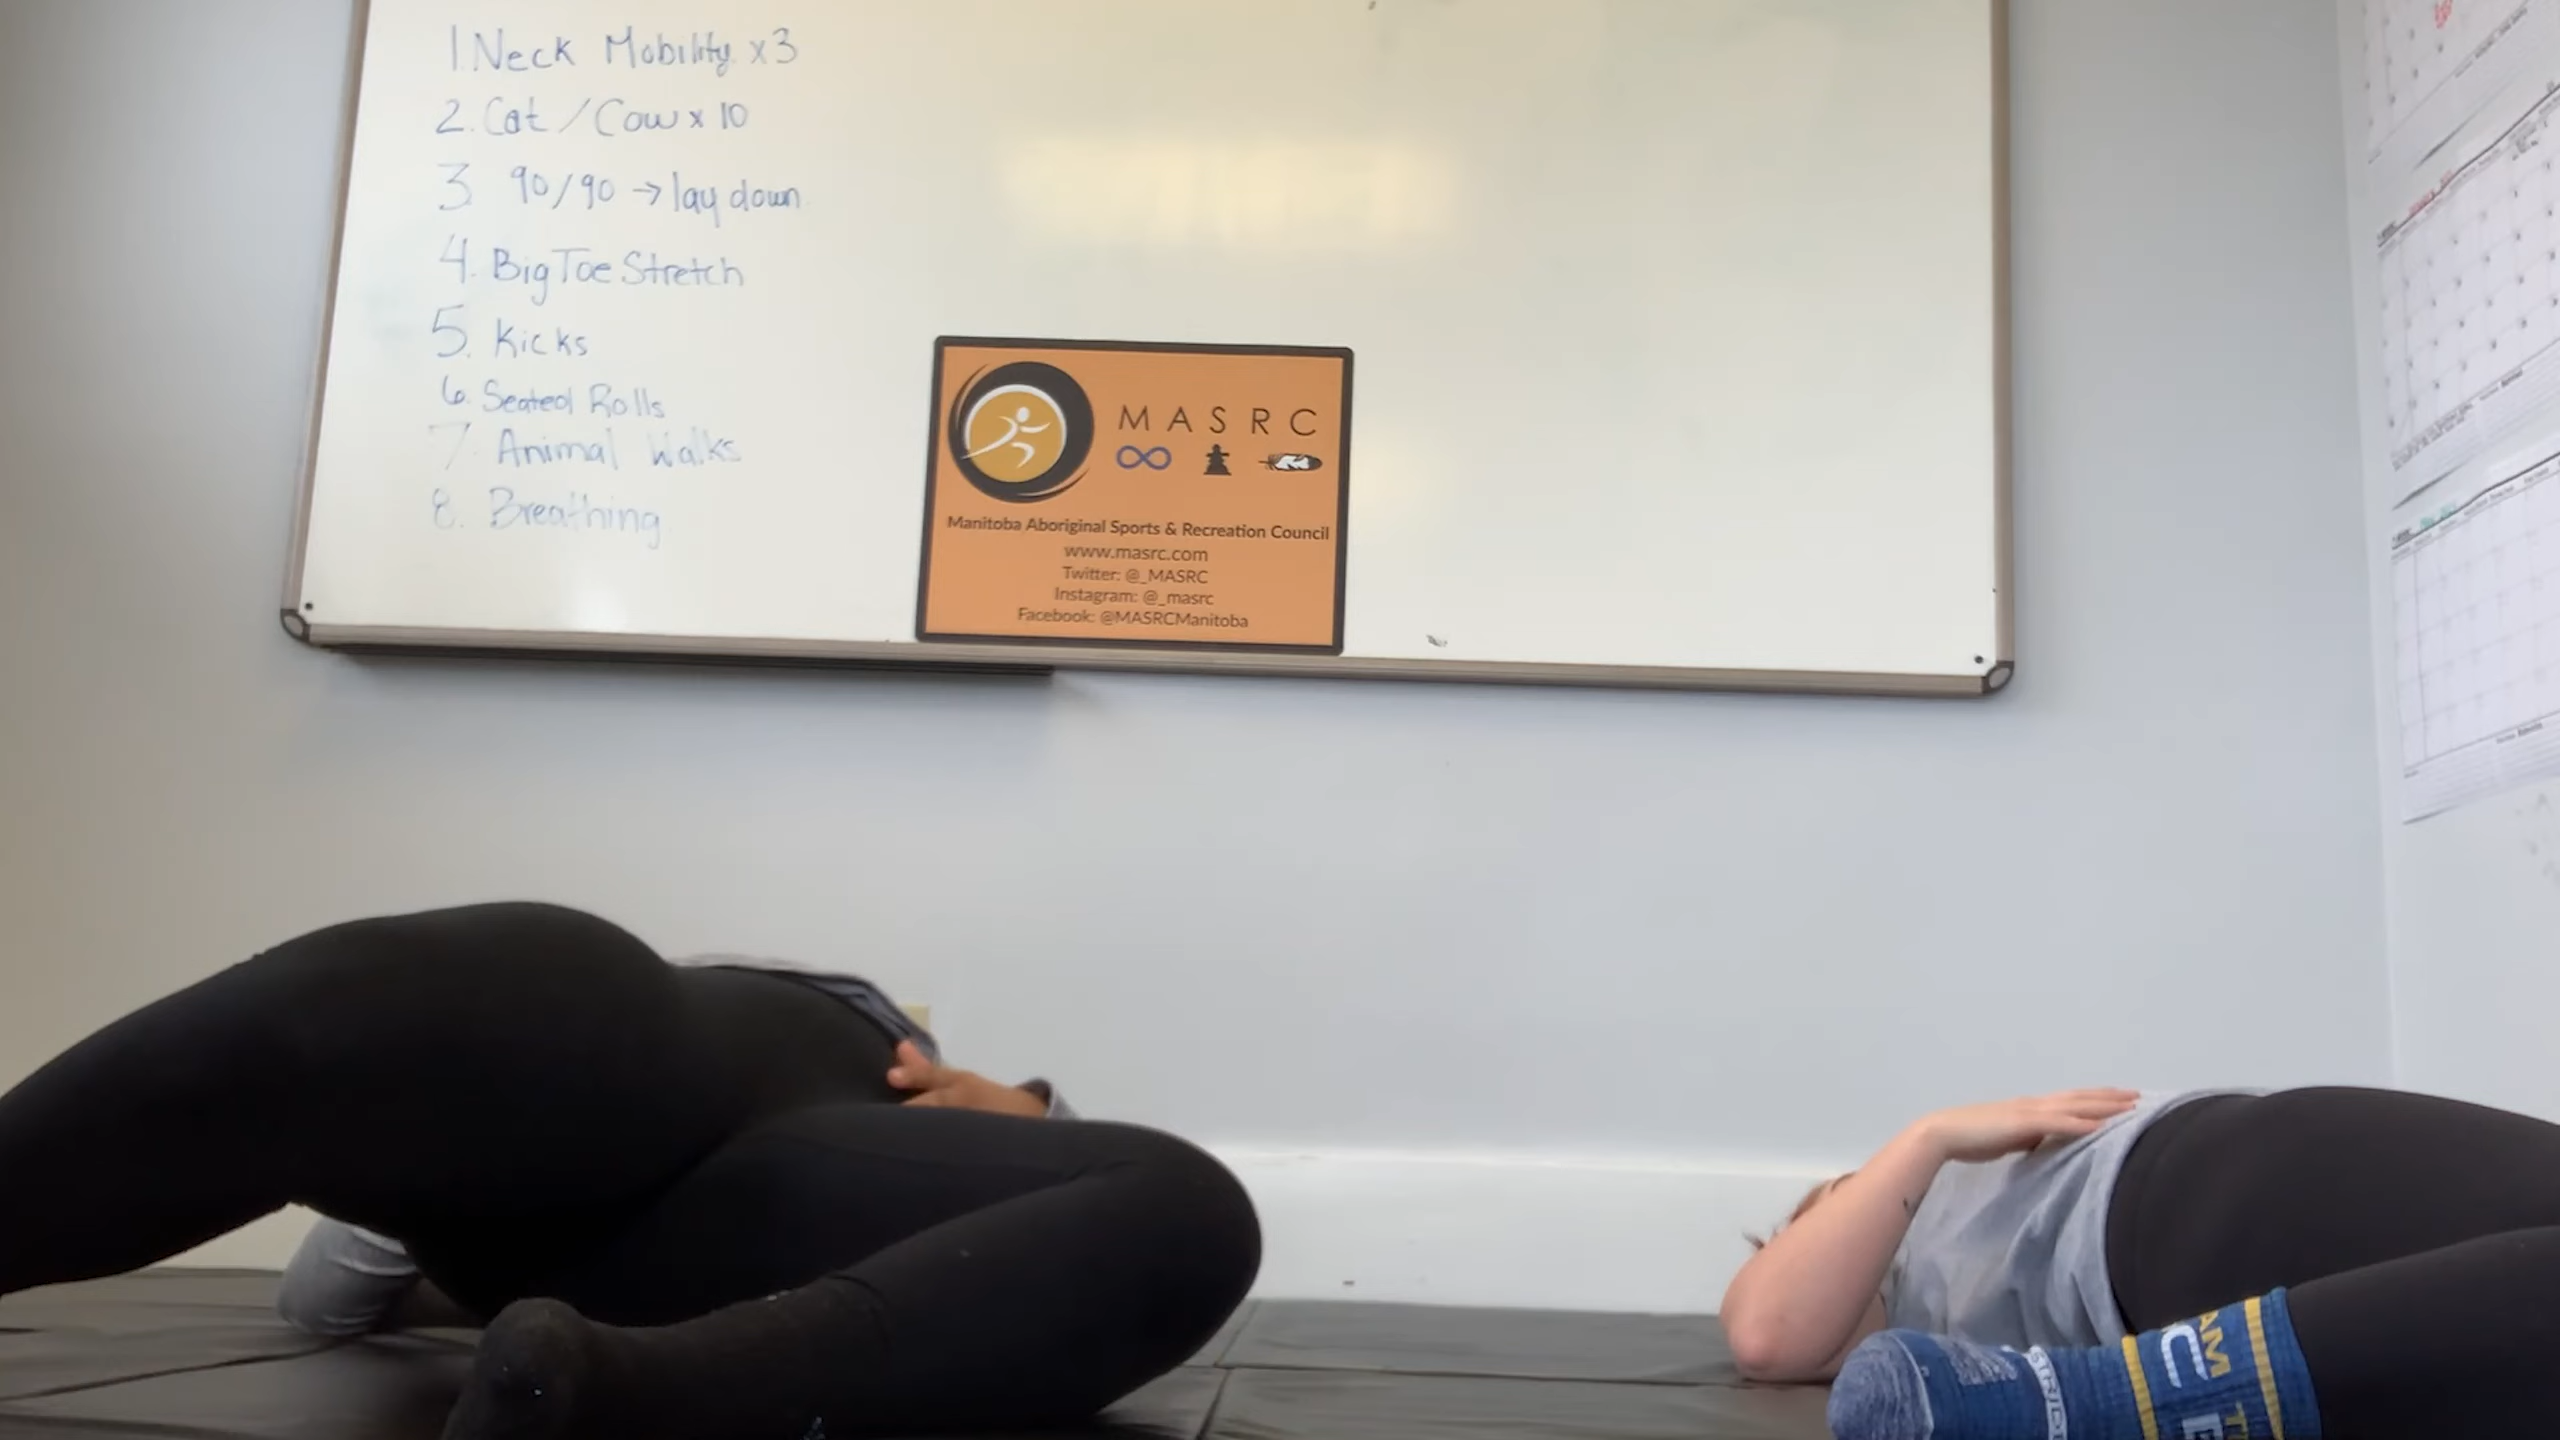 1. Neck Mobility x3
2. Cat / Cow x 10
3 90/90 → lay down
4. Big Toe Stretch
5. Kicks
6. Seated Rolls
7. Animal Walks
8. Breathing
MASRC
Manitoba Aboriginal Sports & Recreation Council
www.masrc.com
Twitter: @_MASRC
Instagram: @_masrc
Facebook: @MASRCManitoba